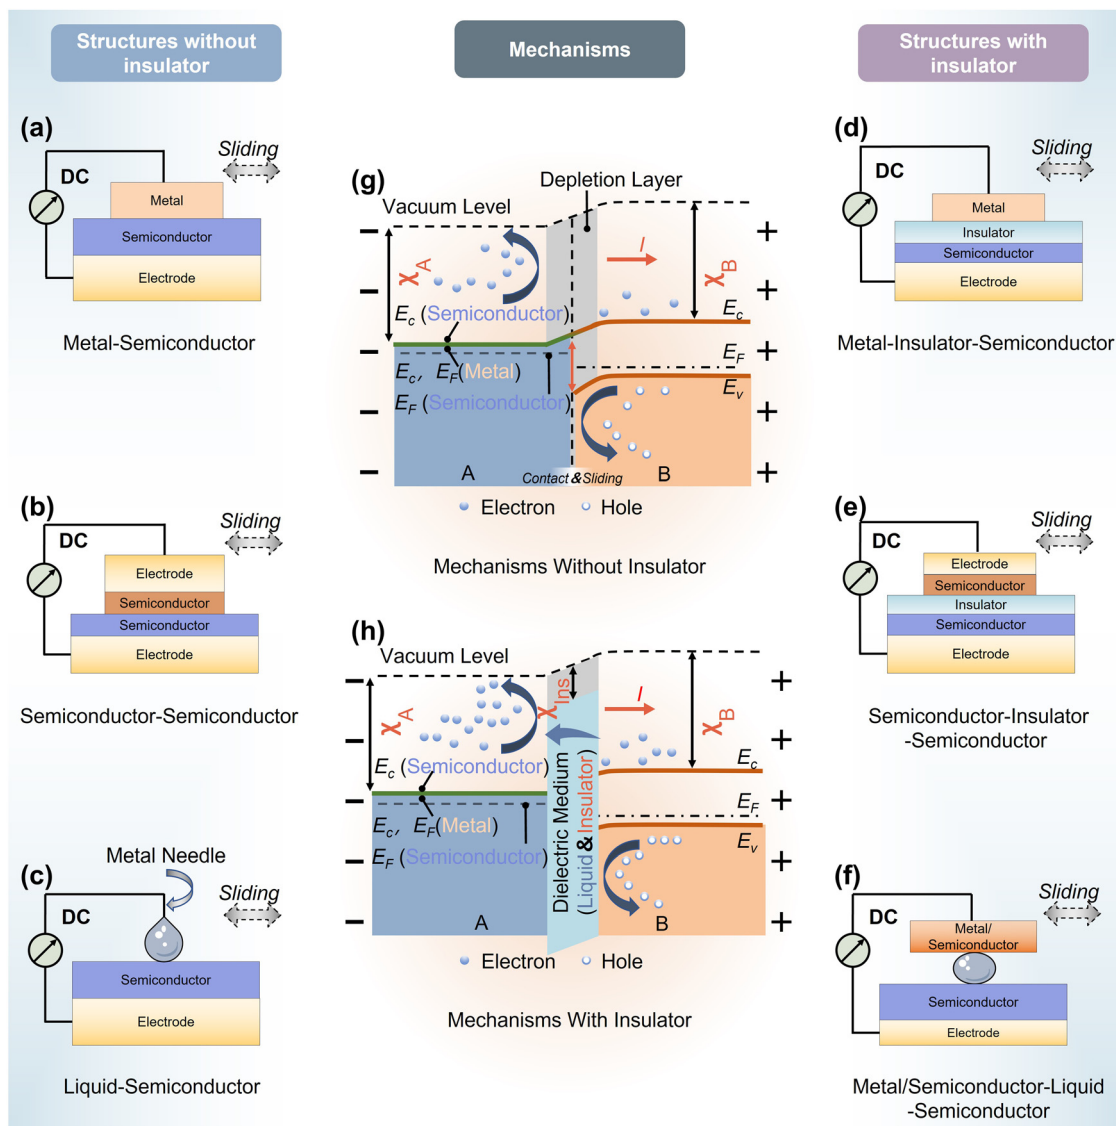 Structures without
insulator
Mechanisms
Structures with
insulator
(a)
DC
Sliding
Metal
Semiconductor
Electrode
Metal-Semiconductor
(b)
DC
Sliding
Electrode
Semiconductor
Semiconductor
Electrode
Semiconductor-Semiconductor
(c)
Metal Needle
DC
Sliding
Semiconductor
Electrode
Liquid-Semiconductor
(g)
Depletion Layer
Vacuum Level
χA
I
χB
Ec (Semiconductor)
Ec
Ec, EF(Metal)
EF
EF (Semiconductor)
Ev
A
Contact & Sliding
B
Electron
Hole
Mechanisms Without Insulator
(h)
Vacuum Level
χA
χIns
I
χB
Ec (Semiconductor)
Ec
Ec, EF(Metal)
EF
EF (Semiconductor)
Ev
Dielectric Medium
(Liquid&Insulator)
A
B
Electron
Hole
Mechanisms With Insulator
(d)
DC
Sliding
Metal
Insulator
Semiconductor
Electrode
Metal-Insulator-Semiconductor
(e)
DC
Sliding
Electrode
Semiconductor
Insulator
Semiconductor
Electrode
Semiconductor-Insulator
-Semiconductor
(f)
DC
Sliding
Metal/
Semiconductor
Semiconductor
Electrode
Metal/Semiconductor-Liquid
-Semiconductor